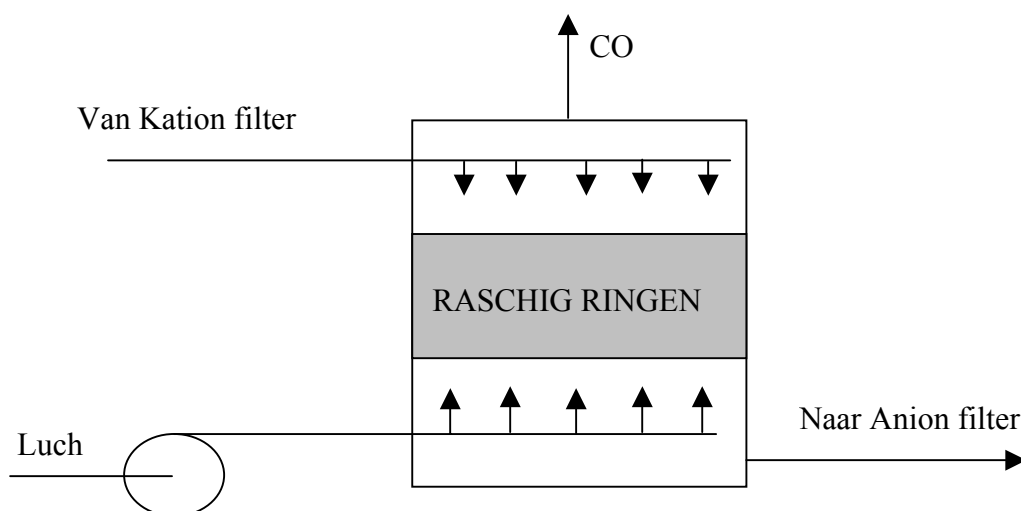 CO
Van Kation filter
RASCHIG RINGEN
Naar Anion filter
Luch